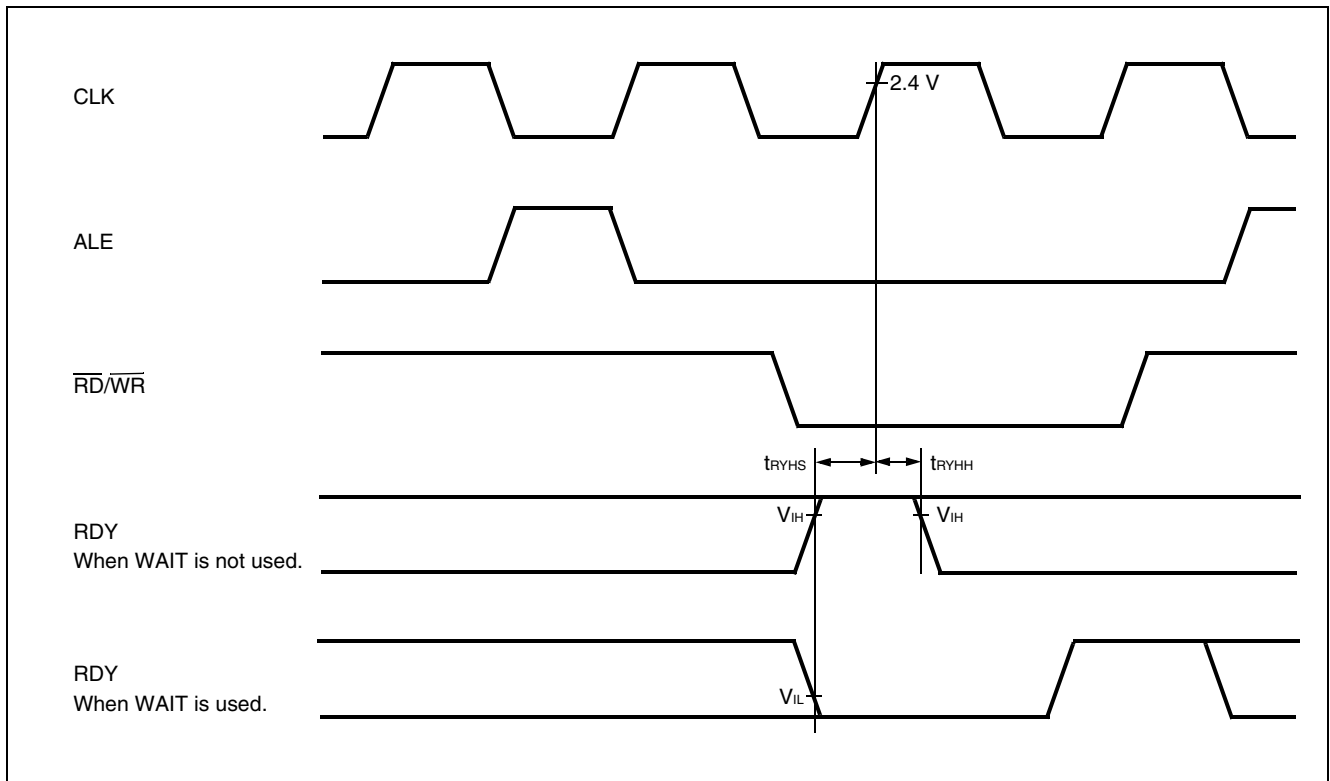 CLK
2.4 V
ALE
RD/WR
tRYHS
tRYHH
RDY
When WAIT is not used.
VIH
VIH
RDY
When WAIT is used.
VIL